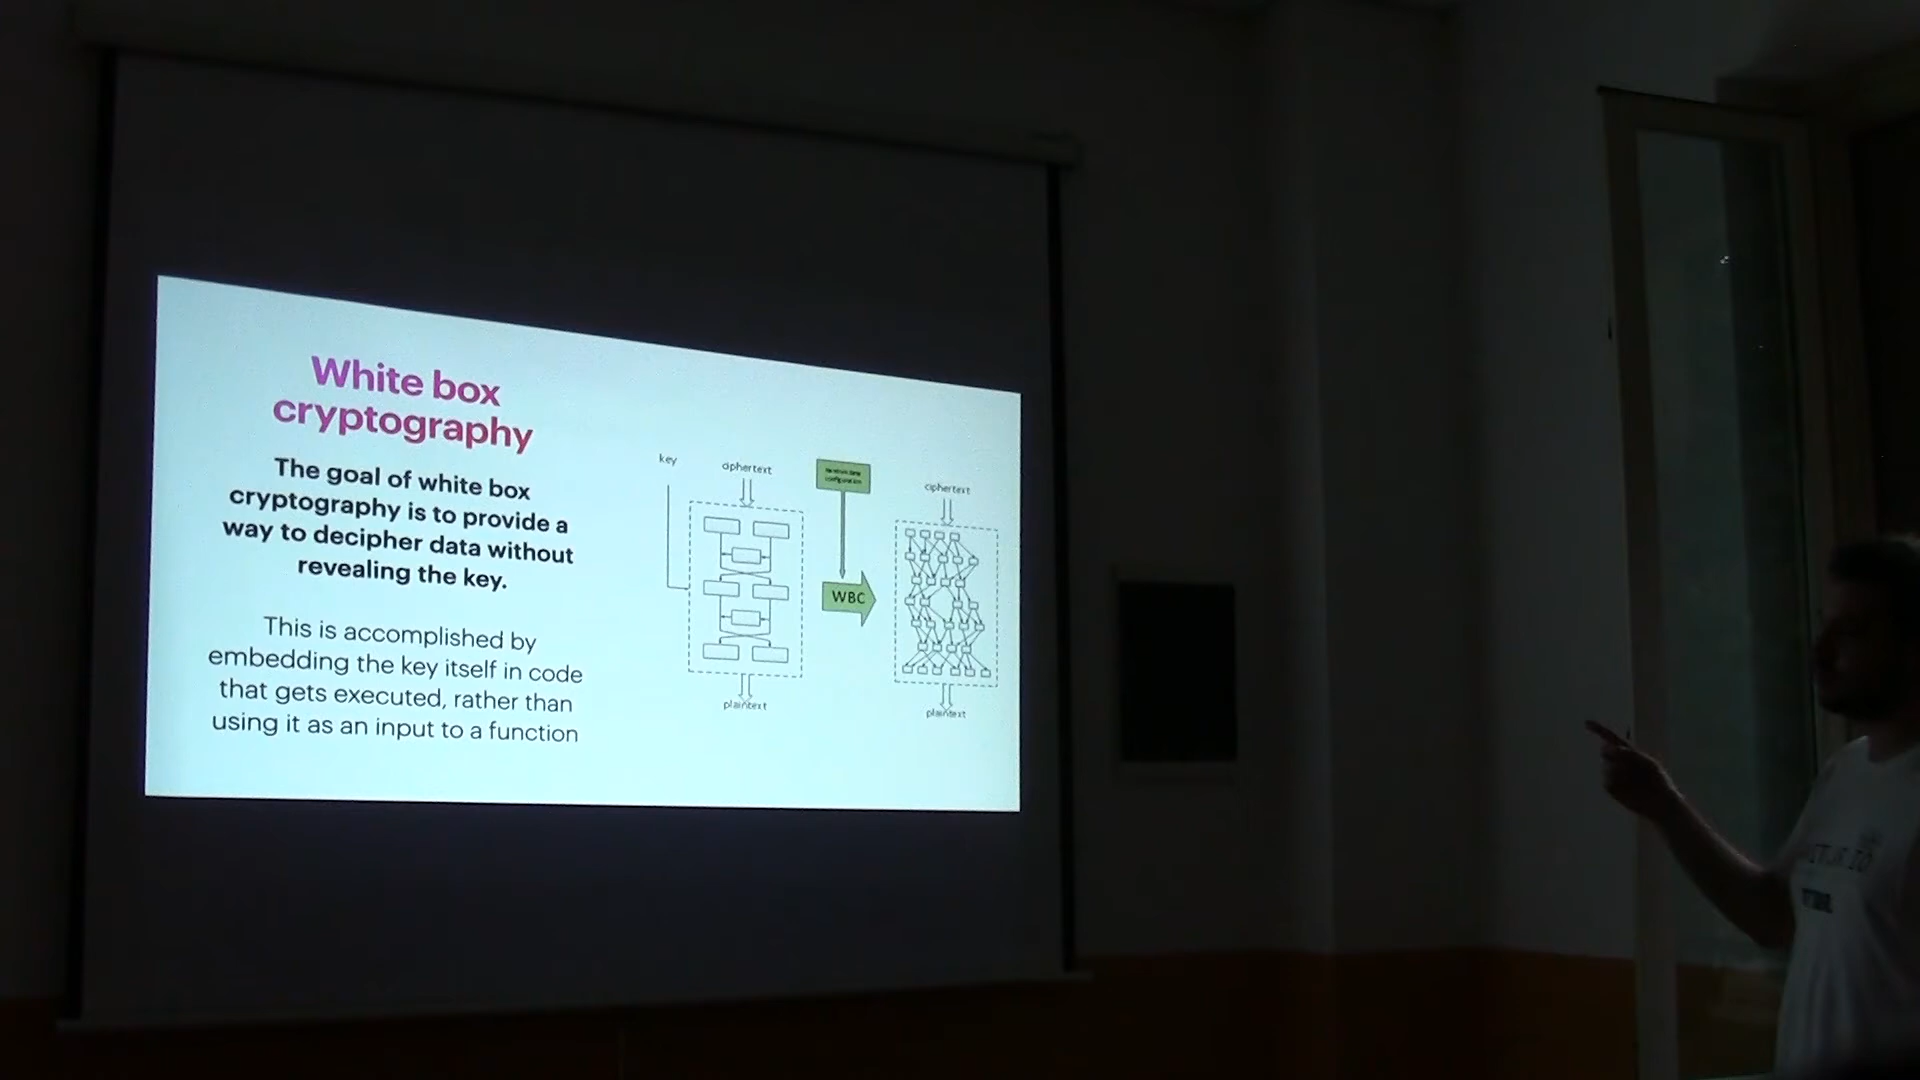 White box
cryptography
The goal of white box
cryptography is to provide a
way to decipher data without
revealing the key.
This is accomplished by
embedding the key itself in code
that gets executed, rather than
using it as an input to a function
key
ciphertext
configuration
ciphertext
WBC
plaintext
plaintext